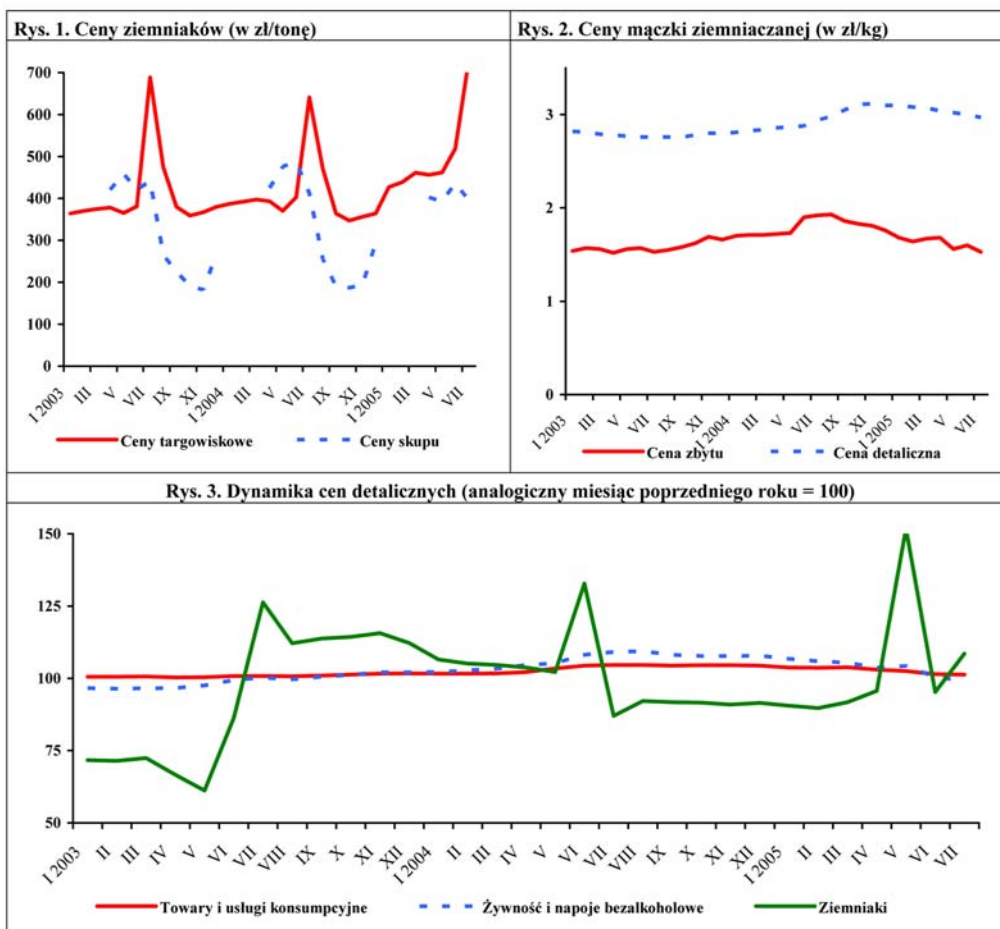 Rys. 1. Ceny ziemniaków (w zł/tonę)
700
600
500
400
300
200
100
0
I 2003 III V VII IX XI I 2004 III V VII IX XI I 2005 III V VII
Ceny targowiskowe Ceny skupu
Rys. 2. Ceny mączki ziemniaczanej (w zł/kg)
3
2
1
0
I 2003 III V VII IX XI I 2004 III V VII IX XI I 2005 III V VII
Cena zbytu Cena detaliczna
Rys. 3. Dynamika cen detalicznych (analogiczny miesiąc poprzedniego roku = 100)
150
125
100
75
50
I 2003 II III IV V VI VII VIII IX X XI XII I 2004 II III IV V VI VII VIII IX X XI XII I 2005 II III IV V VI VII
Towary i usługi konsumpcyjne Żywność i napoje bezalkoholowe Ziemniaki